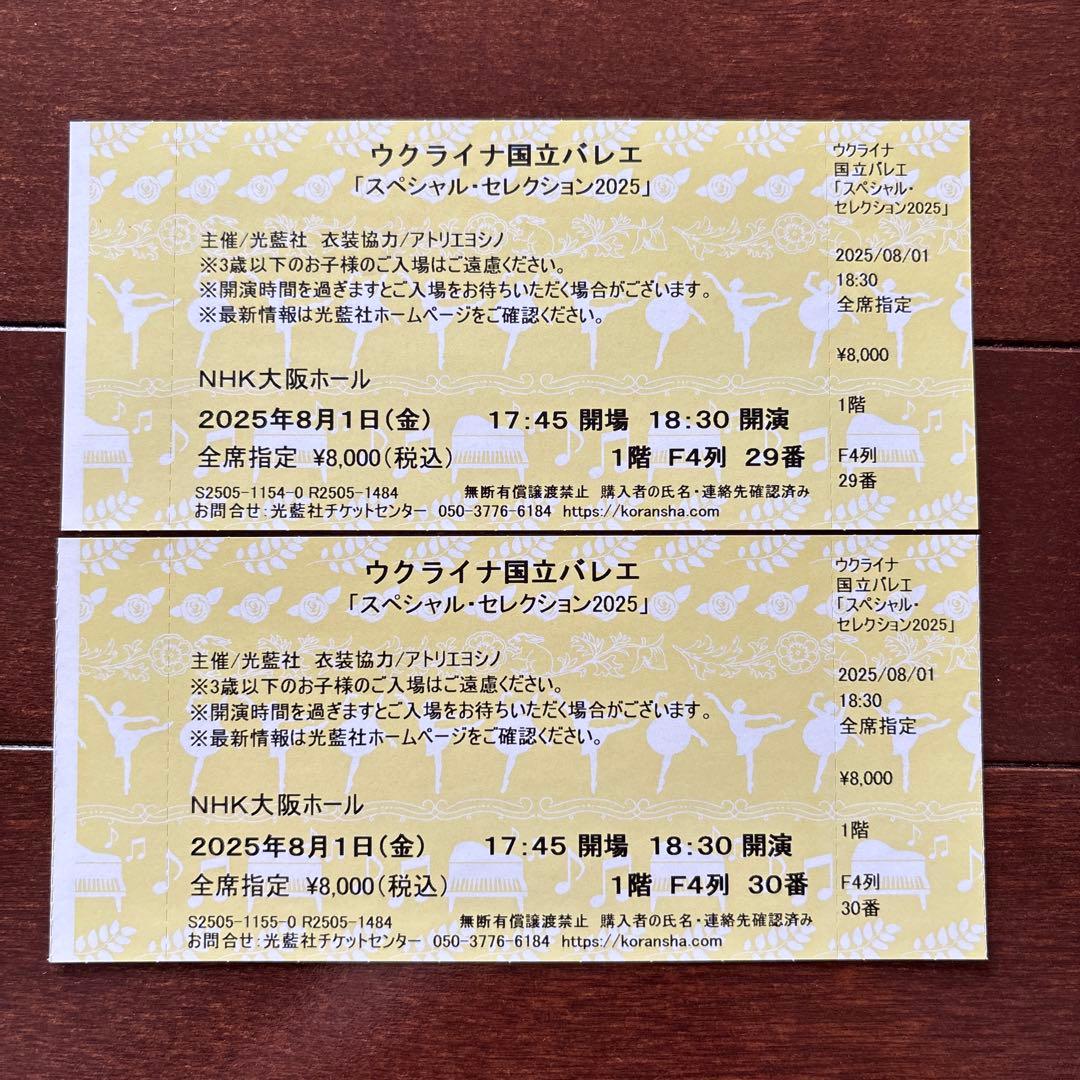 ウクライナ国立バレエ
「スペシャル・セレクション2025」
主催/光藍社 衣装協力/アトリエヨシノ
※3歳以下のお子様のご入場はご遠慮ください。
※開演時間を過ぎますとご入場をお待ちいただく場合がございます。
※最新情報は光藍社ホームページをご確認ください。
NHK大阪ホール
2025年8月1日(金) 17:45 開場 18:30 開演
全席指定 ¥8,000(税込) 1階 F4列 29番
S2505-1154-0 R2505-1484 無断有償譲渡禁止 購入者の氏名・連絡先確認済み
お問合せ:光藍社チケットセンター 050-3776-6184 https://koransha.com
ウクライナ
国立バレエ
「スペシャル・
セレクション2025」
2025/08/01
18:30
全席指定
¥8,000
1階
F4列
29番
ウクライナ国立バレエ
「スペシャル・セレクション2025」
主催/光藍社 衣装協力/アトリエヨシノ
※3歳以下のお子様のご入場はご遠慮ください。
※開演時間を過ぎますとご入場をお待ちいただく場合がございます。
※最新情報は光藍社ホームページをご確認ください。
NHK大阪ホール
2025年8月1日(金) 17:45 開場 18:30 開演
全席指定 ¥8,000(税込) 1階 F4列 30番
S2505-1155-0 R2505-1484 無断有償譲渡禁止 購入者の氏名・連絡先確認済み
お問合せ:光藍社チケットセンター 050-3776-6184 https://koransha.com
ウクライナ
国立バレエ
「スペシャル・
セレクション2025」
2025/08/01
18:30
全席指定
¥8,000
1階
F4列
30番